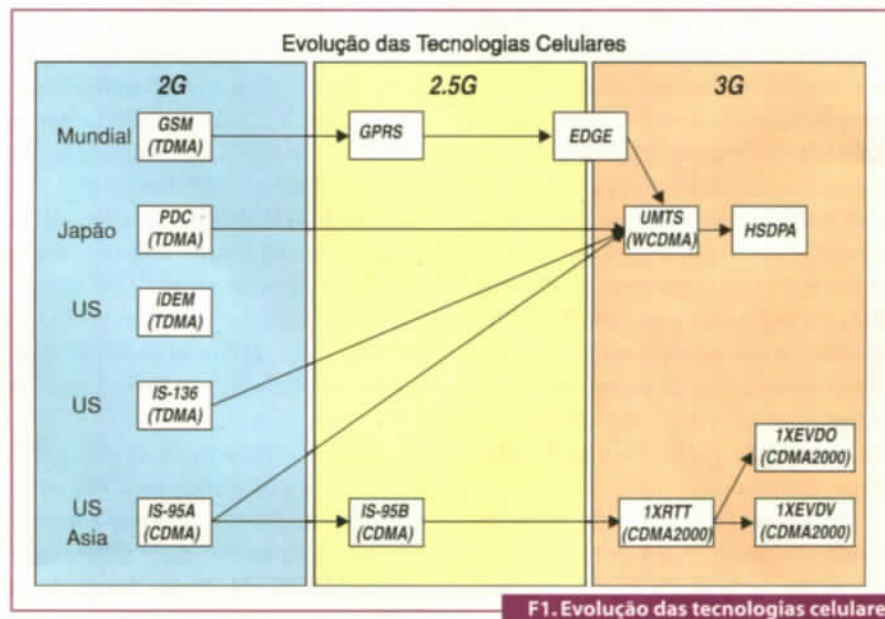 Evolução das Tecnologias Celulares
2G
2.5G
3G
Mundial
GSM
(TDMA)
GPRS
EDGE
Japão
PDC
(TDMA)
UMTS
(WCDMA)
HSDPA
US
iDEM
(TDMA)
US
IS-136
(TDMA)
1XEVDO
(CDMA2000)
US
Asia
IS-95A
(CDMA)
IS-95B
(CDMA)
1XRTT
(CDMA2000)
1XEVDV
(CDMA2000)
F1. Evolução das tecnologias celulare